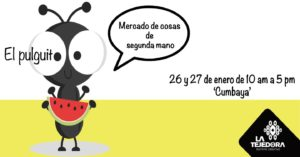 El pulguito
Mercado de cosas
de
segunda mano
26 y 27 de enero de 10 am a 5 pm
'Cumbaya'
LA
TEJEDORA